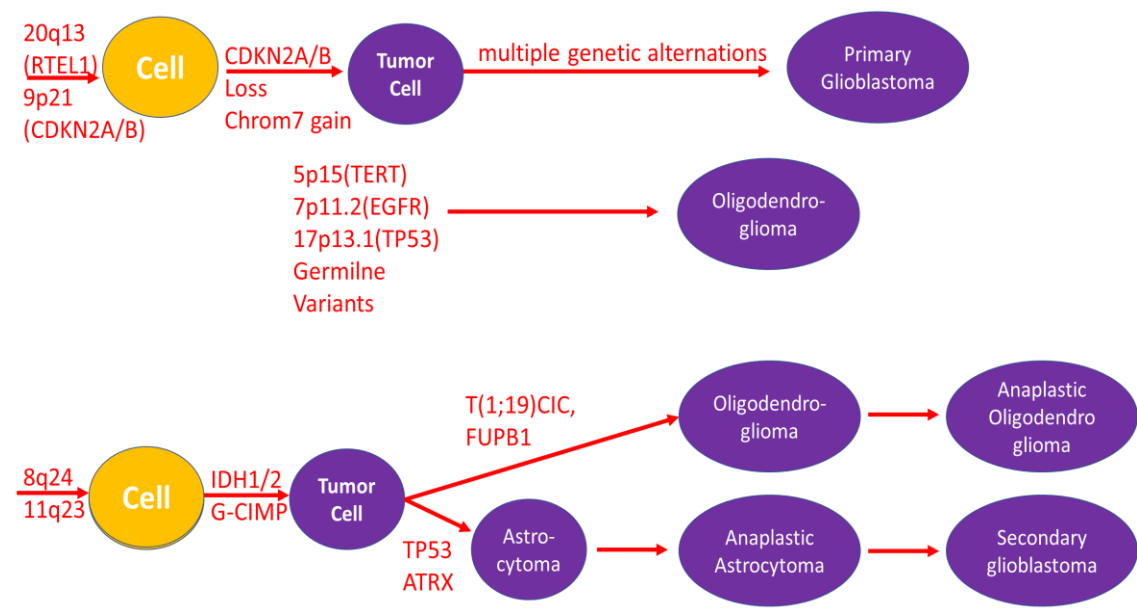 20q13
(RTEL1)
9p21
(CDKN2A/B)
Cell
CDKN2A/B
Loss
Chrom7 gain
Tumor
Cell
multiple genetic alternations
Primary
Glioblastoma
5p15(TERT)
7p11.2(EGFR)
17p13.1(TP53)
Germilne
Variants
Oligodendro-
glioma
8q24
11q23
Cell
IDH1/2
G-CIMP
Tumor
Cell
T(1;19)CIC,
FUPB1
Oligodendro-
glioma
Anaplastic
Oligodendro
glioma
TP53
ATRX
Astro-
cytoma
Anaplastic
Astrocytoma
Secondary
glioblastoma